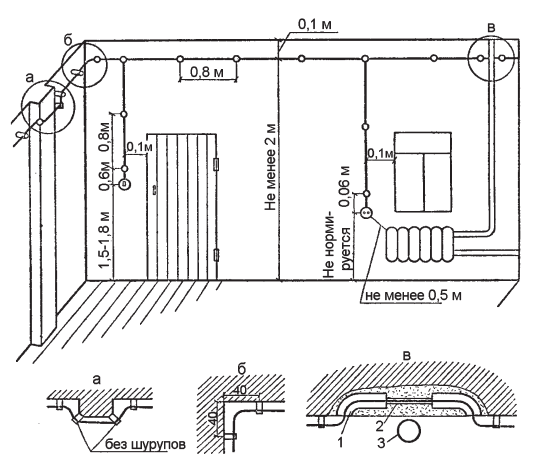 0,1 м
б
в
а
0,8 м
0,8м
0,1м
0,6м
1,5-1,8 м
Не менее 2 м
0,1м
0,06 м
Не норми-
руется
не менее 0,5 м
а
без шурупов
б
40
40
в
1
2
3